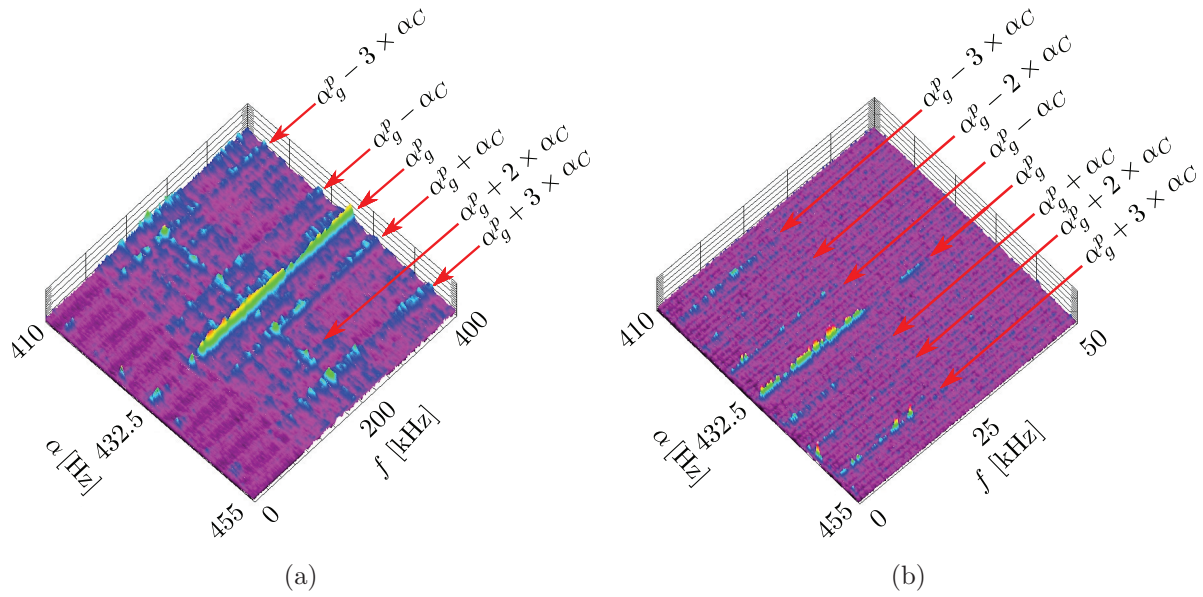 α_g^p − 3 × α_C
α_g^p − α_C
α_g^p
α_g^p + α_C
α_g^p + 2 × α_C
α_g^p + 3 × α_C
410
432.5
455
α [Hz]
0
200
400
f [kHz]
(a)
α_g^p − 3 × α_C
α_g^p − 2 × α_C
α_g^p − α_C
α_g^p
α_g^p + α_C
α_g^p + 2 × α_C
α_g^p + 3 × α_C
410
432.5
455
α [Hz]
0
25
50
f [kHz]
(b)